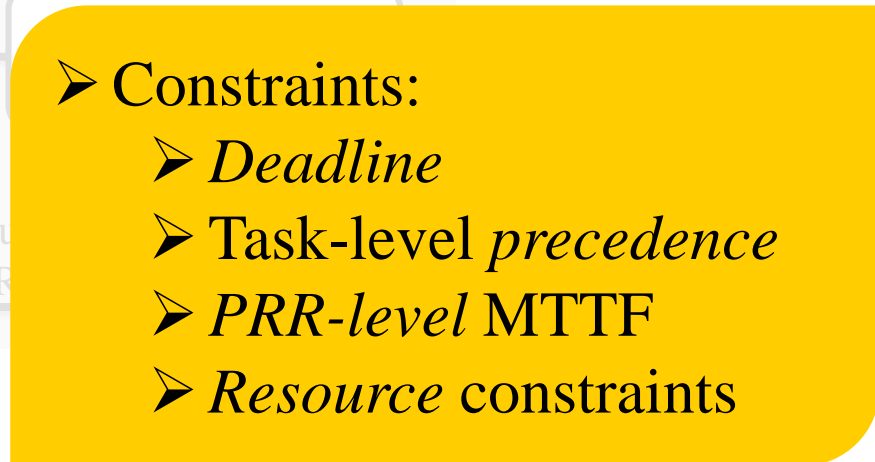 ➢ Constraints:
➢ Deadline
➢ Task-level precedence
➢ PRR-level MTTF
➢ Resource constraints